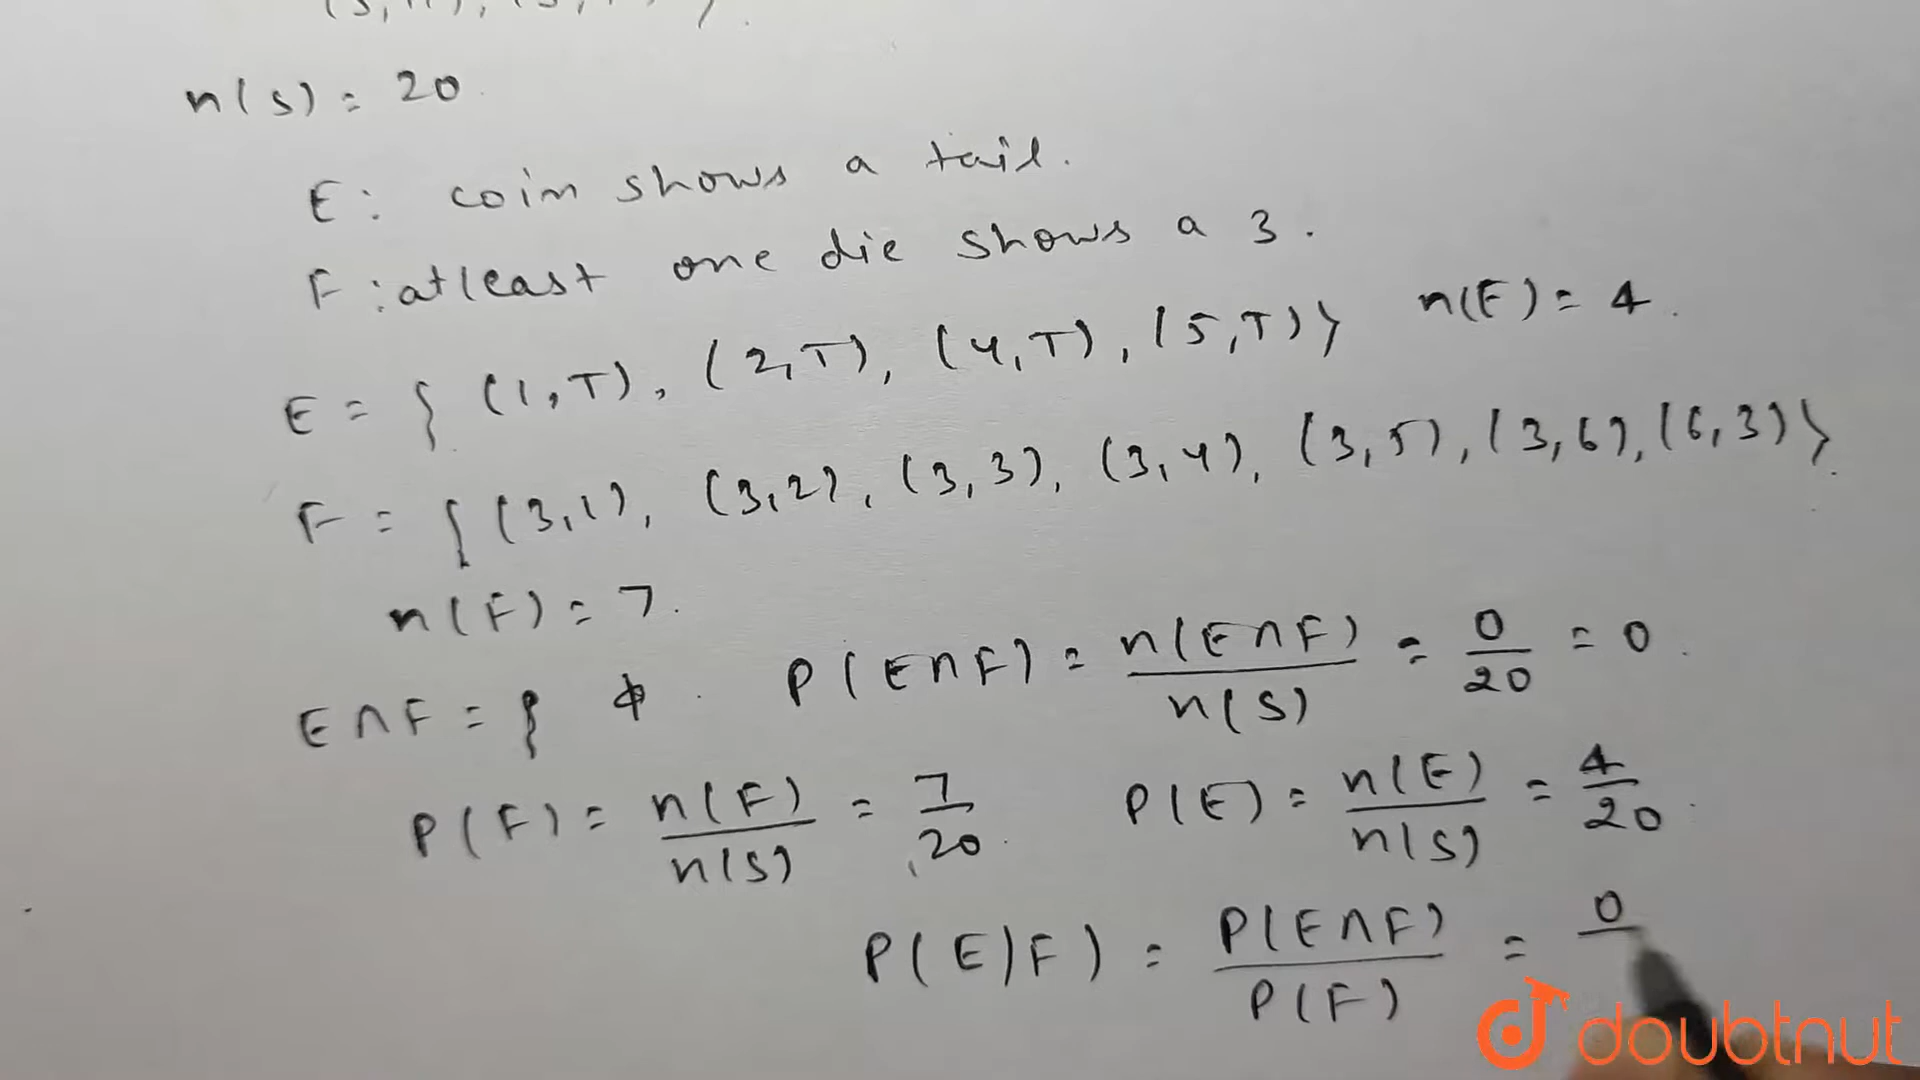 n(s) = 20.
E: coin shows a tail.
F: atleast one die shows a 3.
E = { (1,T), (2,T), (4,T), (5,T)} n(E) = 4.
F = {(3,1), (3,2), (3,3), (3,4), (3,5), (3,6), (6,3)}.
n(F) = 7.
E∩F = { ϕ. P(E∩F) = n(E∩F)/n(S) = 0/20 = 0.
P(F) = n(F)/n(S) = 7/20. P(E) = n(E)/n(S) = 4/20.
P(E|F) = P(E∩F)/P(F) = 0/
doubtnut